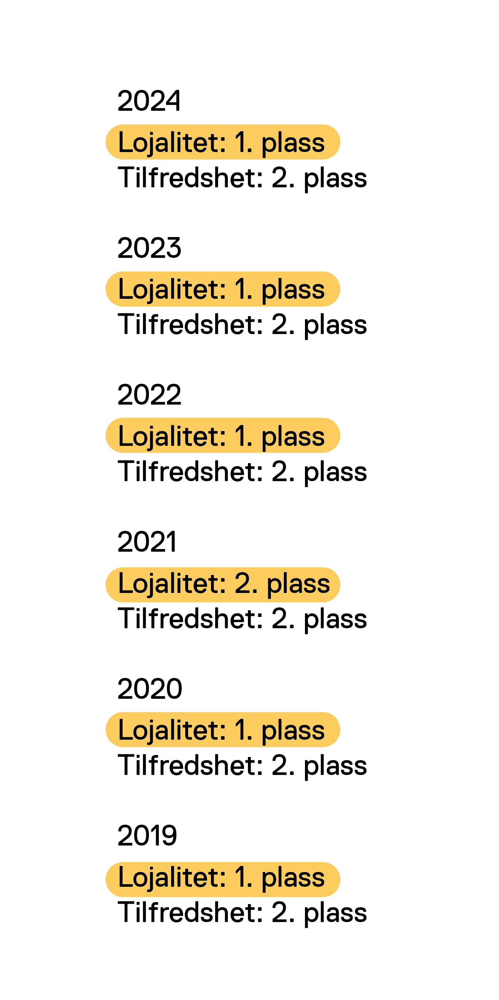 2024
Lojalitet: 1. plass
Tilfredshet: 2. plass
2023
Lojalitet: 1. plass
Tilfredshet: 2. plass
2022
Lojalitet: 1. plass
Tilfredshet: 2. plass
2021
Lojalitet: 2. plass
Tilfredshet: 2. plass
2020
Lojalitet: 1. plass
Tilfredshet: 2. plass
2019
Lojalitet: 1. plass
Tilfredshet: 2. plass